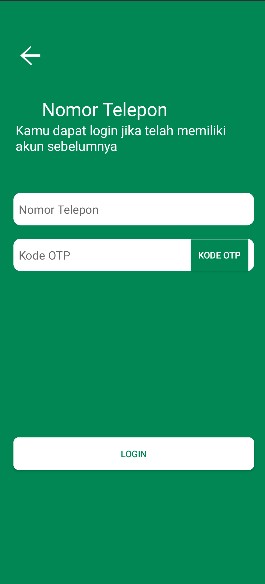 Nomor Telepon
Kamu dapat login jika telah memiliki
akun sebelumnya
Nomor Telepon
Kode OTP
KODE OTP
LOGIN